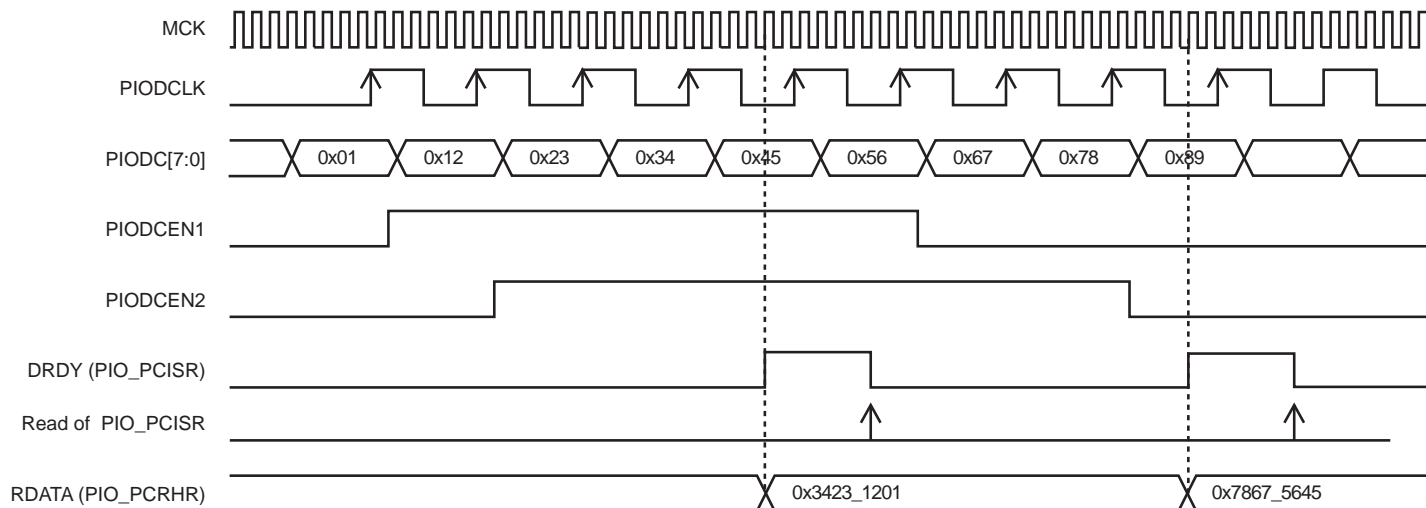 MCK
PIODCLK
PIODC[7:0] 0x01 0x12 0x23 0x34 0x45 0x56 0x67 0x78 0x89
PIODCEN1
PIODCEN2
DRDY (PIO_PCISR)
Read of PIO_PCISR
RDATA (PIO_PCRHR) 0x3423_1201 0x7867_5645